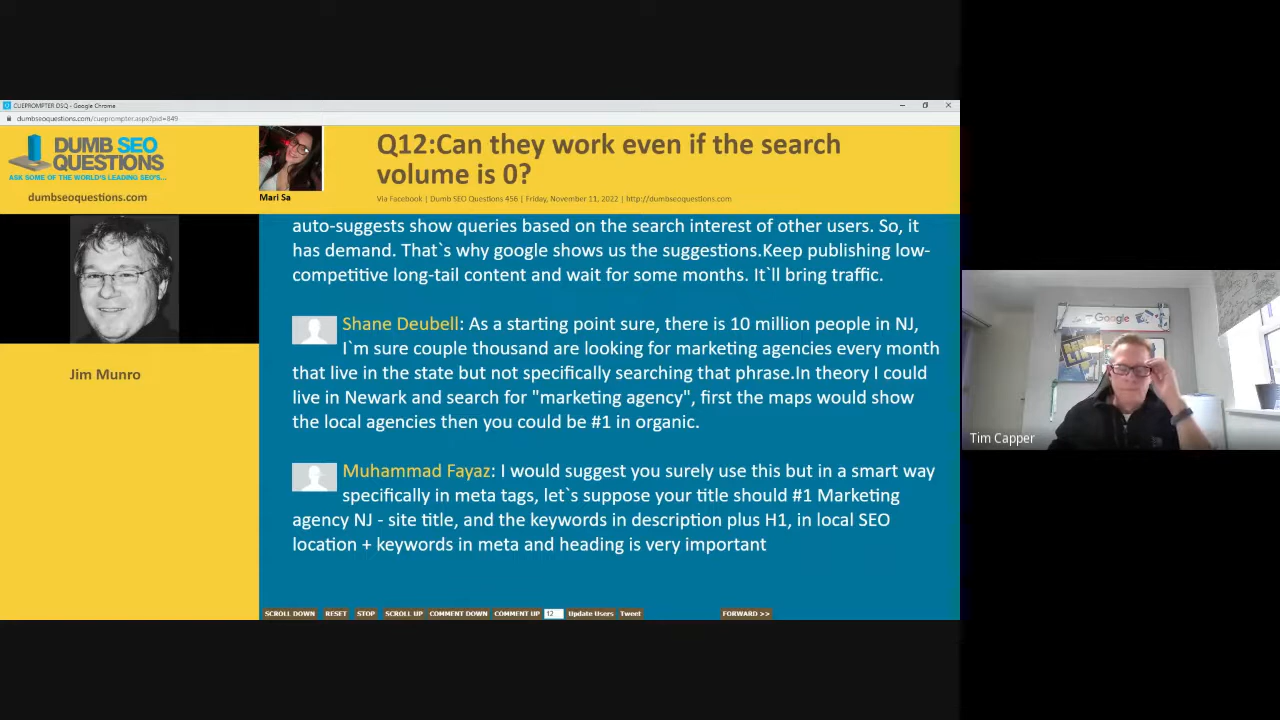 CUEPROMPTER DSQ - Google Chrome
dumbseoquestions.com/cueprompter.aspx?pid=849
DUMB SEO
QUESTIONS
ASK SOME OF THE WORLD'S LEADING SEO'S...
dumbseoquestions.com
Mari Sa
Q12:Can they work even if the search
volume is 0?
Via Facebook | Dumb SEO Questions 456 | Friday, November 11, 2022 | http://dumbseoquestions.com
Jim Munro
auto-suggests show queries based on the search interest of other users. So, it
has demand. That`s why google shows us the suggestions.Keep publishing low-
competitive long-tail content and wait for some months. It`ll bring traffic.
Shane Deubell: As a starting point sure, there is 10 million people in NJ,
I`m sure couple thousand are looking for marketing agencies every month
that live in the state but not specifically searching that phrase.In theory I could
live in Newark and search for "marketing agency", first the maps would show
the local agencies then you could be #1 in organic.
Muhammad Fayaz: I would suggest you surely use this but in a smart way
specifically in meta tags, let`s suppose your title should #1 Marketing
agency NJ - site title, and the keywords in description plus H1, in local SEO
location + keywords in meta and heading is very important
SCROLL DOWN RESET STOP SCROLL UP COMMENT DOWN COMMENT UP 12 Update Users Tweet FORWARD >>
Google
Tim Capper